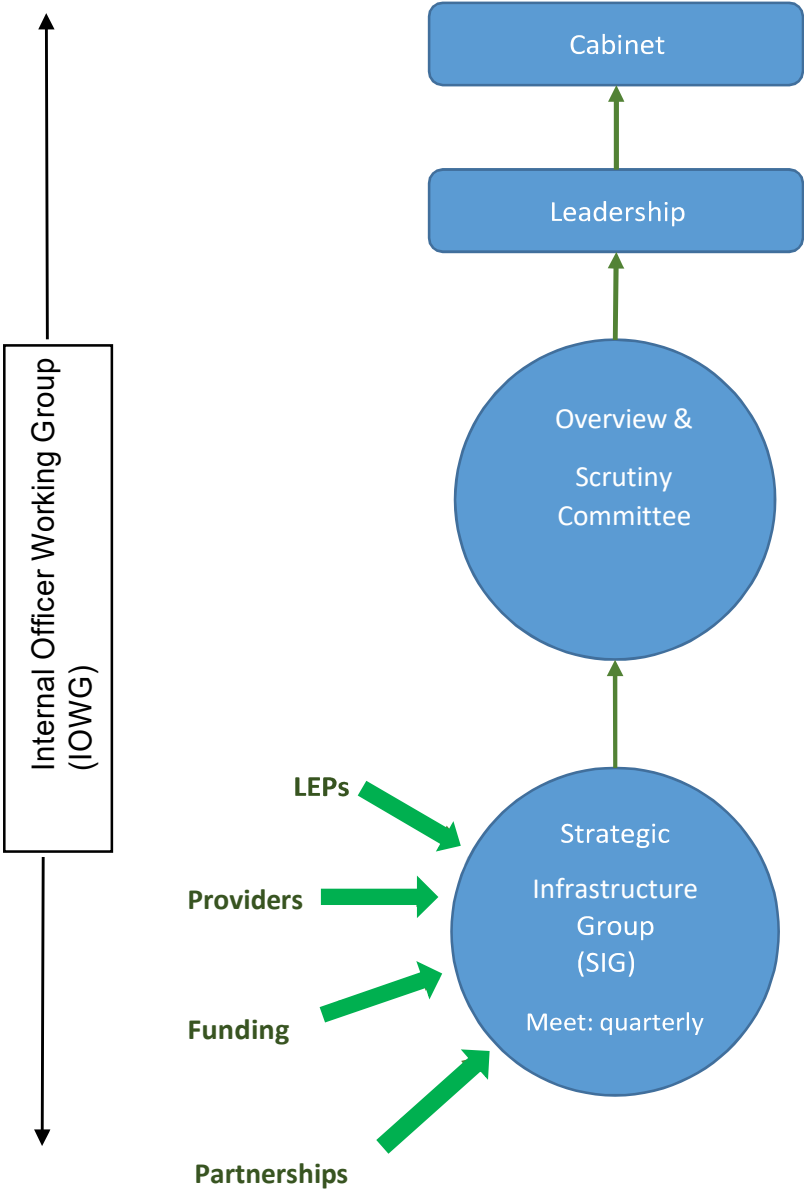 Cabinet
Leadership
Overview &
Scrutiny
Committee
Internal Officer Working Group
(IOWG)
LEPs
Providers
Funding
Partnerships
Strategic
Infrastructure
Group
(SIG)
Meet: quarterly